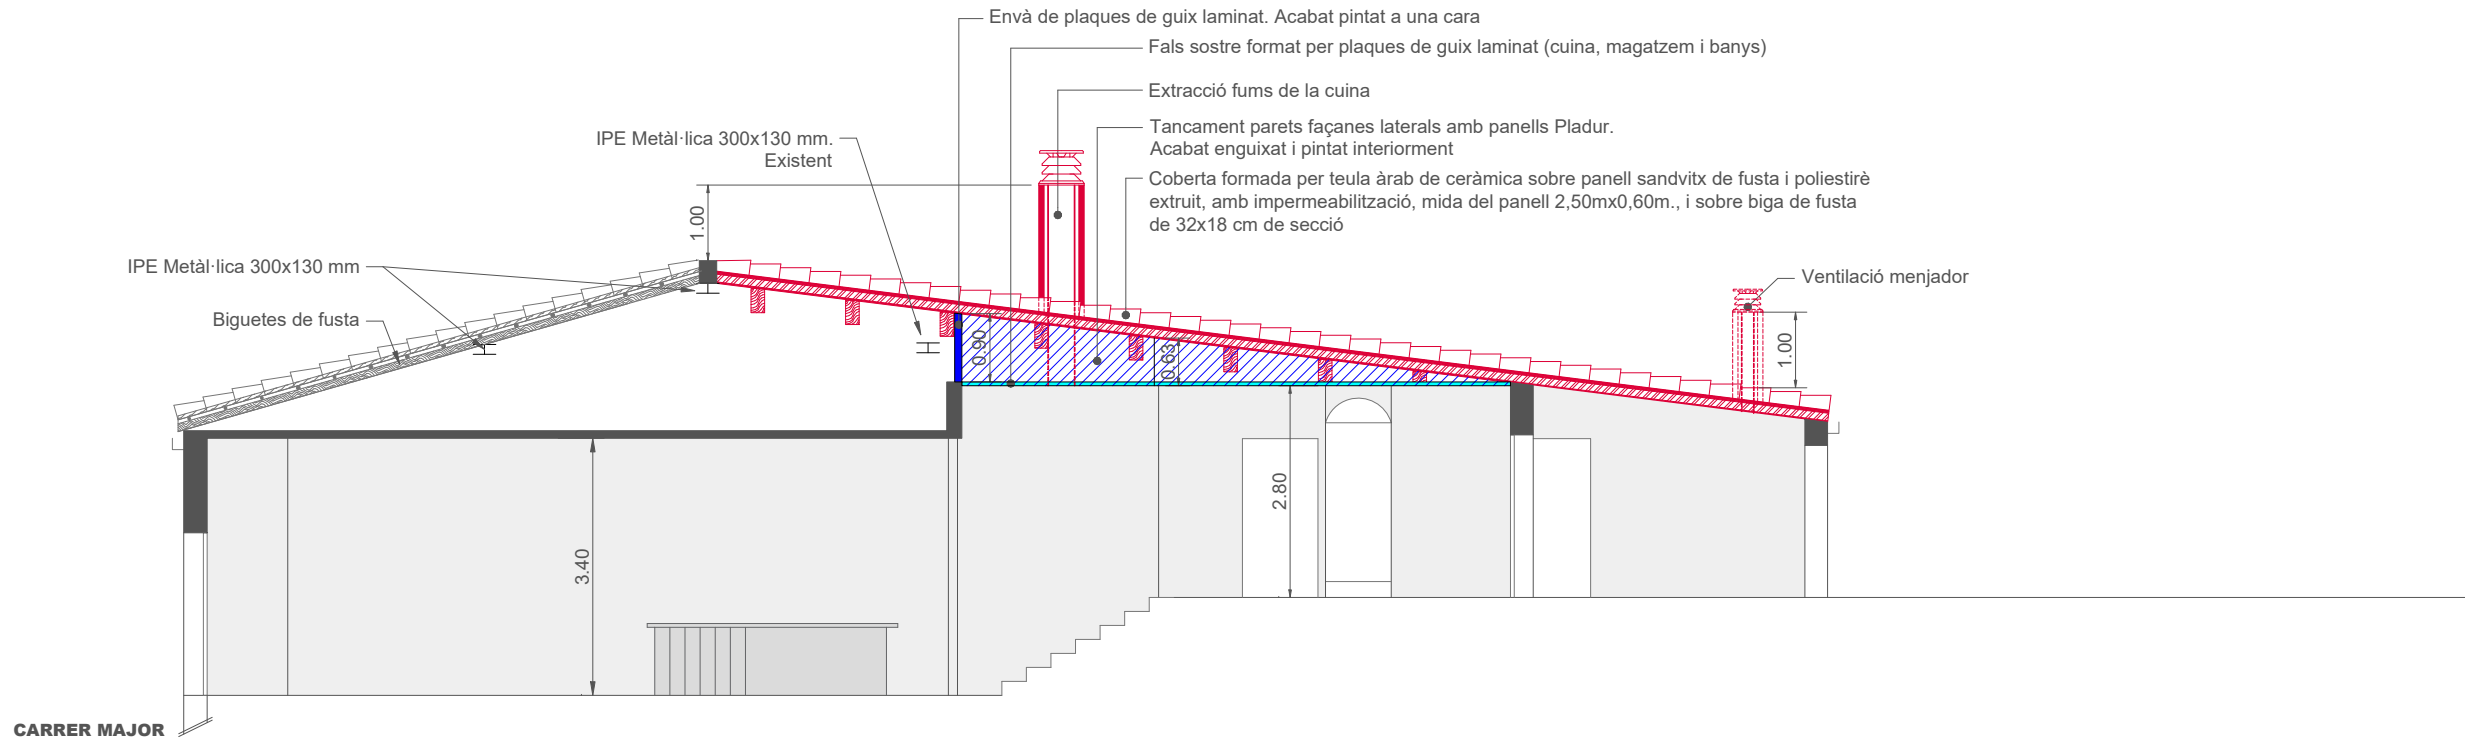 Envà de plaques de guix laminat. Acabat pintat a una cara
Fals sostre format per plaques de guix laminat (cuina, magatzem i banys)
Extracció fums de la cuina
Tancament parets façanes laterals amb panells Pladur.
Acabat enguixat i pintat interiorment
IPE Metàl·lica 300x130 mm.
Existent
Coberta formada per teula àrab de ceràmica sobre panell sandvitx de fusta i poliestirè
extruit, amb impermeabilització, mida del panell 2,50mx0,60m., i sobre biga de fusta
de 32x18 cm de secció
1.00
IPE Metàl·lica 300x130 mm
Ventilació menjador
Biguetes de fusta
0.90
0.63
1.00
2.80
3.40
CARRER MAJOR